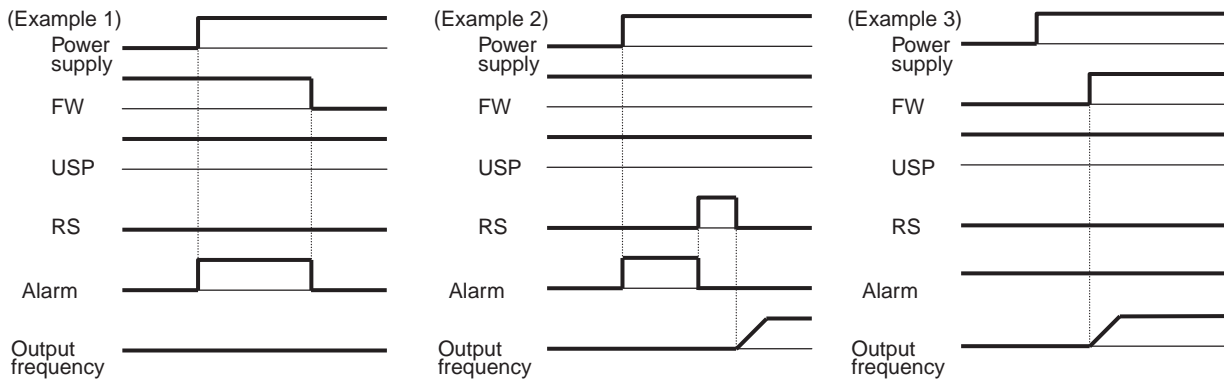 (Example 1)
Power
supply
FW
USP
RS
Alarm
Output
frequency
(Example 2)
Power
supply
FW
USP
RS
Alarm
Output
frequency
(Example 3)
Power
supply
FW
USP
RS
Alarm
Output
frequency